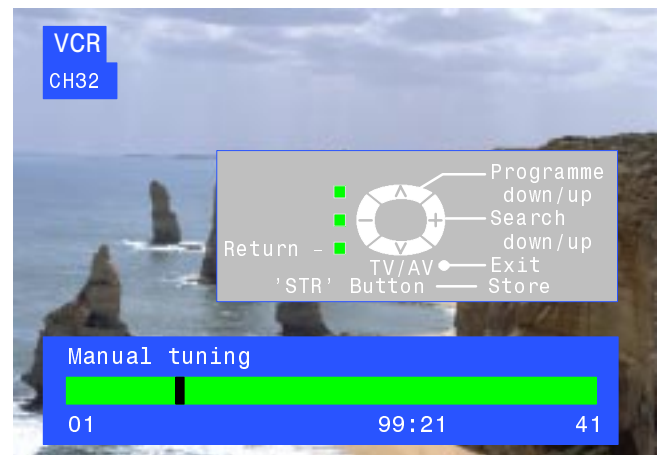 VCR
CH32
Programme
down/up
Search
down/up
Return –
TV/AV Exit
'STR' Button Store
Manual tuning
01 99:21 41